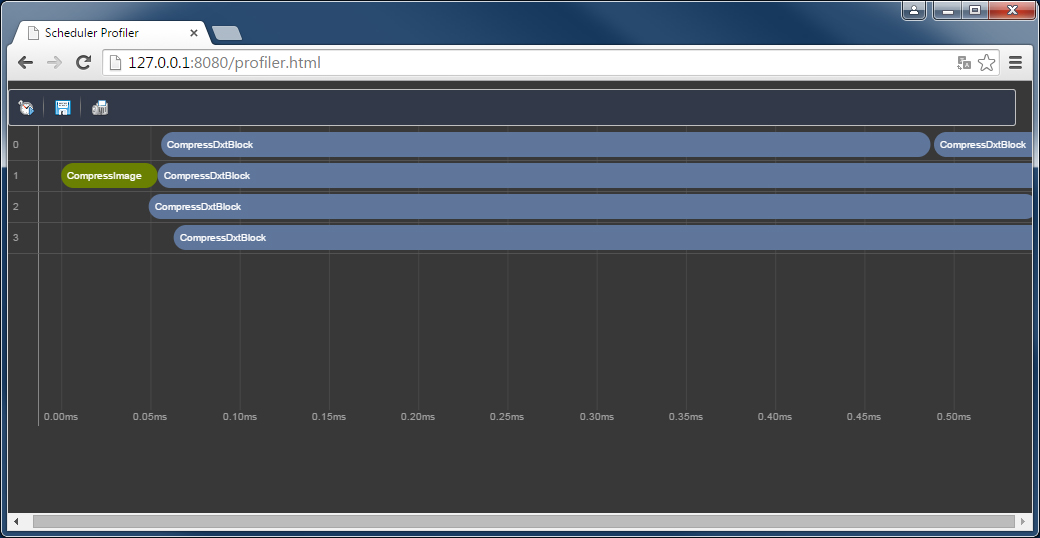 Scheduler Profiler
127.0.0.1:8080/profiler.html
0 CompressDxtBlock CompressDxtBlock
1 CompressImage CompressDxtBlock
2 CompressDxtBlock
3 CompressDxtBlock
0.00ms 0.05ms 0.10ms 0.15ms 0.20ms 0.25ms 0.30ms 0.35ms 0.40ms 0.45ms 0.50ms